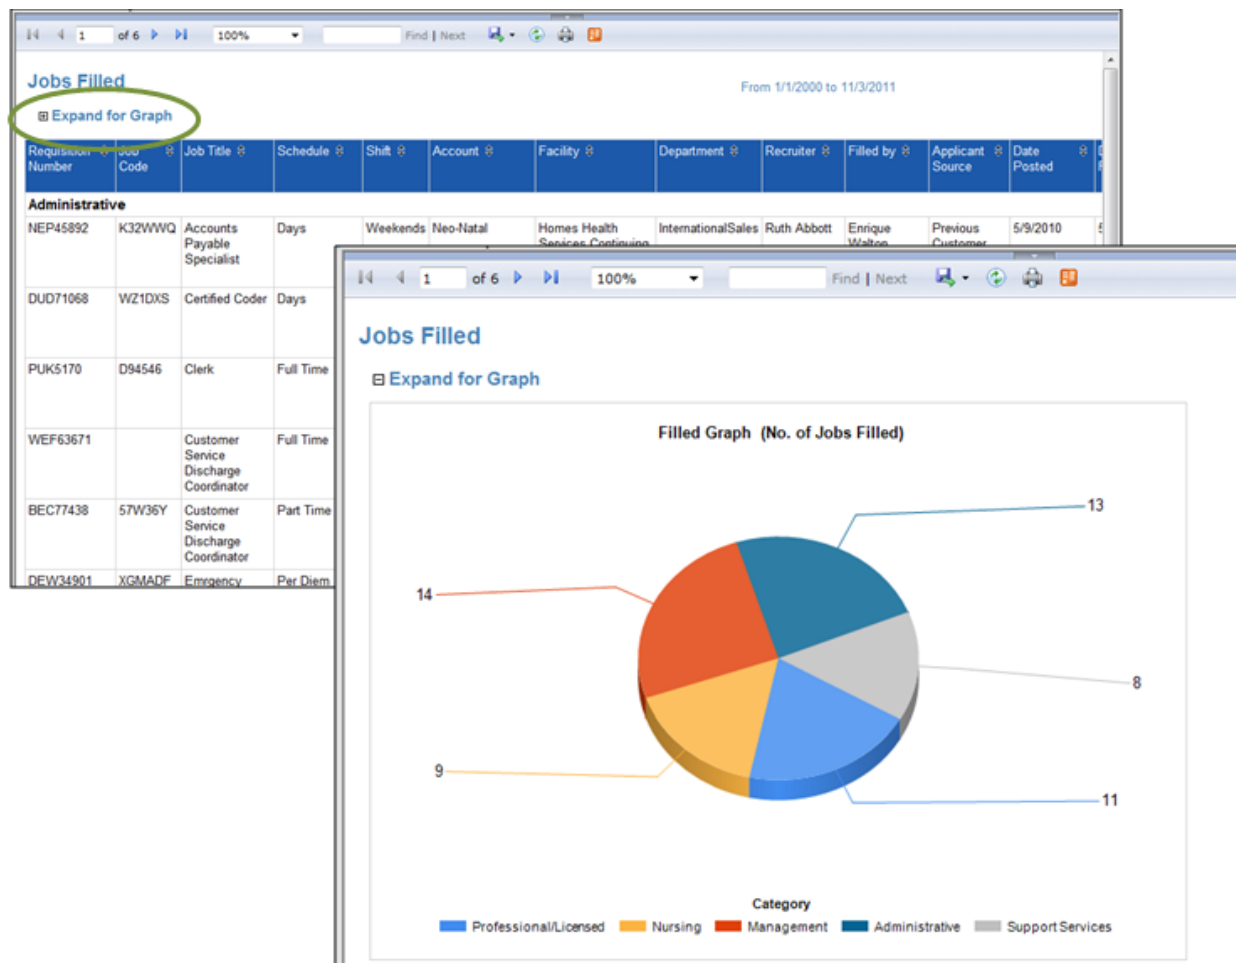 1 of 6 100% Find | Next
Jobs Filled
From 1/1/2000 to 11/3/2011
Expand for Graph
Requisition Number Job Code Job Title Schedule Shift Account Facility Department Recruiter Filled by Applicant Source Date Posted
Administrative
NEP45892 K32WWQ Accounts Payable Specialist Days Weekends Neo-Natal Homes Health Services Continuing InternationalSales Ruth Abbott Enrique Walton Previous Customer 5/9/2010
DUD71068 WZ1DXS Certified Coder Days
PUK5170 D94546 Clerk Full Time
WEF63671 Customer Service Discharge Coordinator Full Time
BEC77438 57W36Y Customer Service Discharge Coordinator Part Time
DEW34901 XGMADF Emrgency Per Diem
1 of 6 100% Find | Next
Jobs Filled
Expand for Graph
Filled Graph (No. of Jobs Filled)
13
14
8
9
11
Category
Professional/Licensed Nursing Management Administrative Support Services